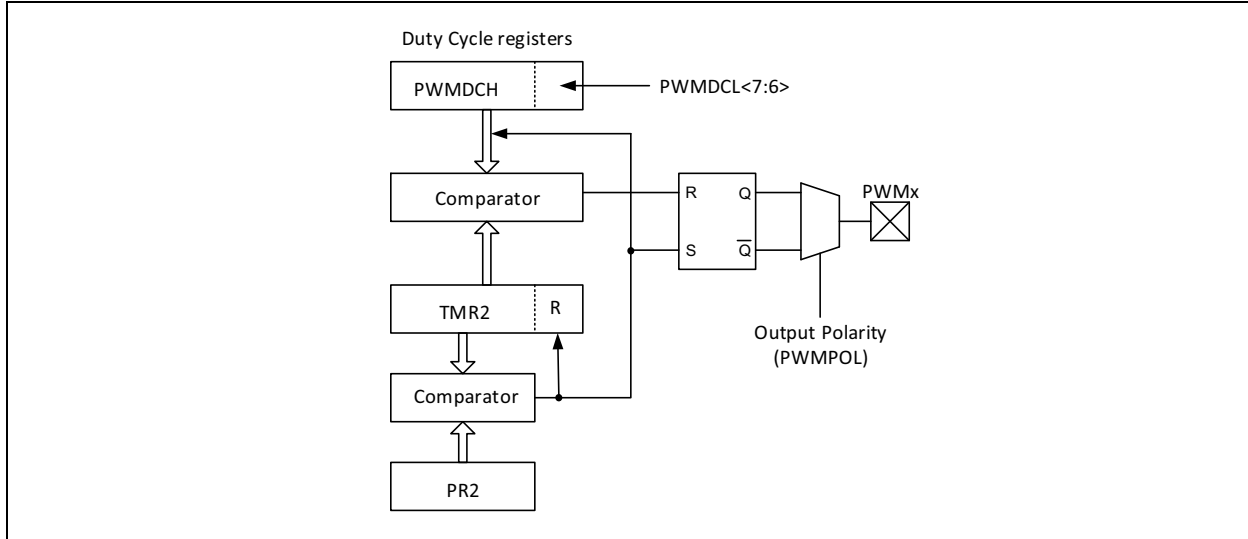 Duty Cycle registers
PWMDCH
PWMDCL<7:6>
Comparator
R Q
PWMx
S Q̅
TMR2 R
Output Polarity
(PWMPOL)
Comparator
PR2